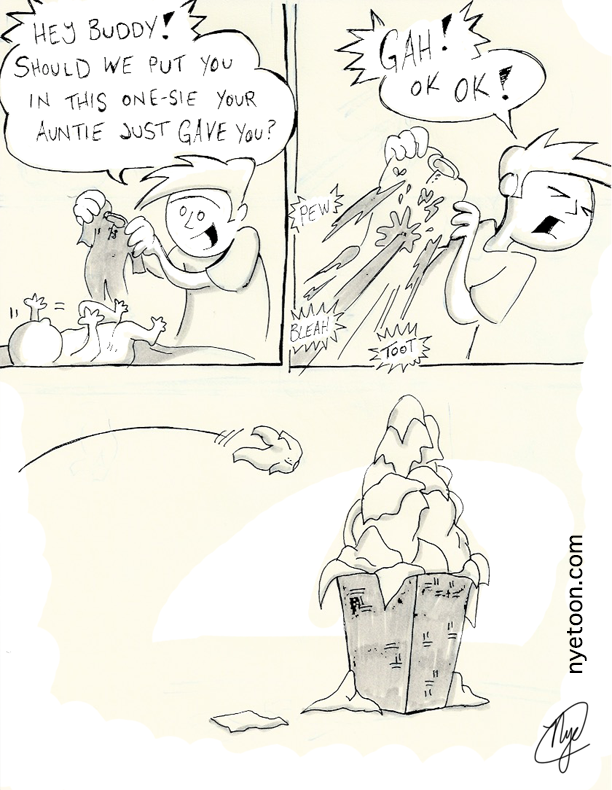 HEY BUDDY!
SHOULD WE PUT YOU
IN THIS ONE-SIE YOUR
AUNTIE JUST GAVE YOU?
GAH!
OK OK!
PEW
BLEAH
TOOT
nyetoon.com
Nye